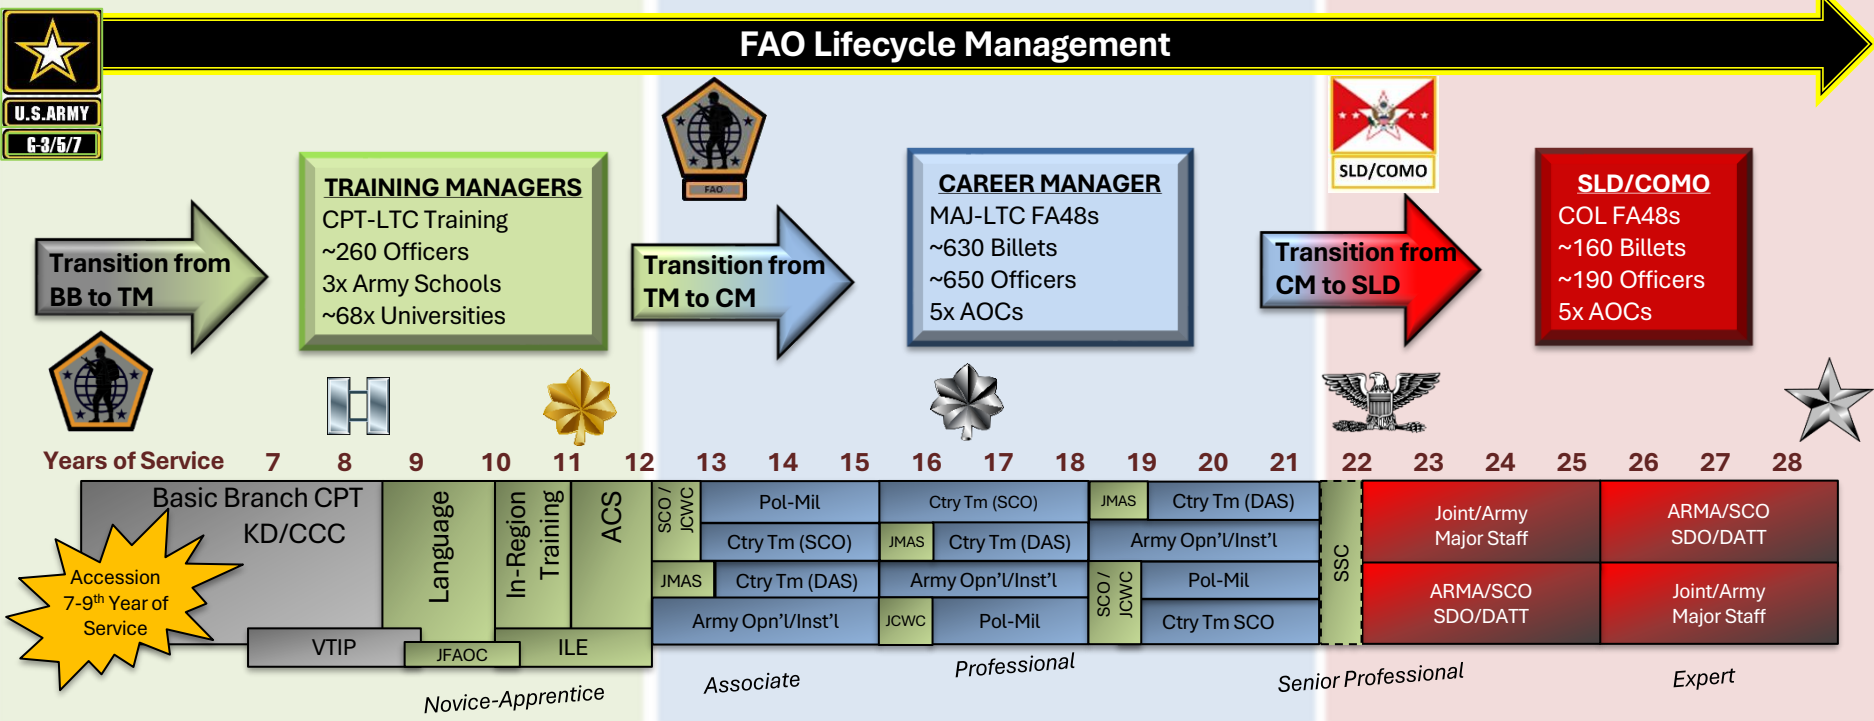 FAO Lifecycle Management
U.S.ARMY
G-3/5/7
FAO
SLD/COMO
Transition from
BB to TM
TRAINING MANAGERS
CPT-LTC Training
~260 Officers
3x Army Schools
~68x Universities
Transition from
TM to CM
CAREER MANAGER
MAJ-LTC FA48s
~630 Billets
~650 Officers
5x AOCs
Transition from
CM to SLD
SLD/COMO
COL FA48s
~160 Billets
~190 Officers
5x AOCs
Years of Service 7 8 9 10 11 12 13 14 15 16 17 18 19 20 21 22 23 24 25 26 27 28
Basic Branch CPT
KD/CCC
Accession
7-9th Year of
Service
VTIP
Language
JFAOC
In-Region
Training
ACS
ILE
SCO /
JCWC
Pol-Mil
Ctry Tm (SCO)
JMAS
Ctry Tm (DAS)
Army Opn'l/Inst'l
Ctry Tm (SCO)
JMAS
Ctry Tm (DAS)
Army Opn'l/Inst'l
JCWC
Pol-Mil
JMAS
Ctry Tm (DAS)
Army Opn'l/Inst'l
SCO /
JCWC
Pol-Mil
Ctry Tm SCO
SSC
Joint/Army
Major Staff
ARMA/SCO
SDO/DATT
ARMA/SCO
SDO/DATT
Joint/Army
Major Staff
Novice-Apprentice
Associate
Professional
Senior Professional
Expert